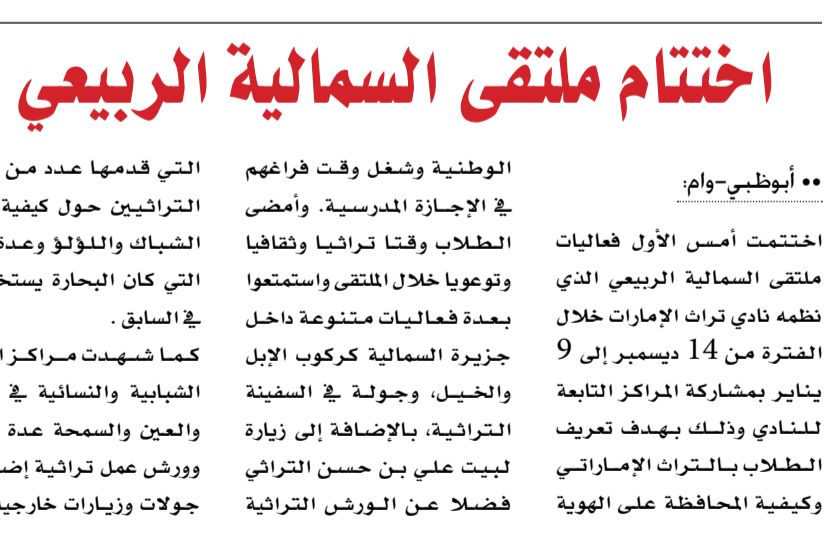 اختتام ملتقى السمالية الربيعي
•• أبوظبي-وام:
اختتمت أمس الأول فعاليات
ملتقى السمالية الربيعي الذي
نظمه نادي تراث الإمارات خلال
الفترة من 14 ديسمبر إلى 9
يناير بمشاركة المراكز التابعة
للنادي وذلك بهدف تعريف
الطلاب بالتراث الإماراتي
وكيفية المحافظة على الهوية
الوطنية وشغل وقت فراغهم
في الإجازة المدرسية. وأمضى
الطلاب وقتا تراثيا وثقافيا
وتوعويا خلال الملتقى واستمتعوا
بعدة فعاليات متنوعة داخل
جزيرة السمالية كركوب الإبل
والخيل، وجولة في السفينة
التراثية، بالإضافة إلى زيارة
لبيت علي بن حسن التراثي
فضلا عن الورش التراثية
التي قدمها عدد من
التراثيين حول كيفية
الشباك واللؤلؤ وعدة
التي كان البحارة
في السابق .
كما شهدت مراكز
الشبابية والنسائية في
والعين والسمحة عدة
وورش عمل تراثية
جولات وزيارات